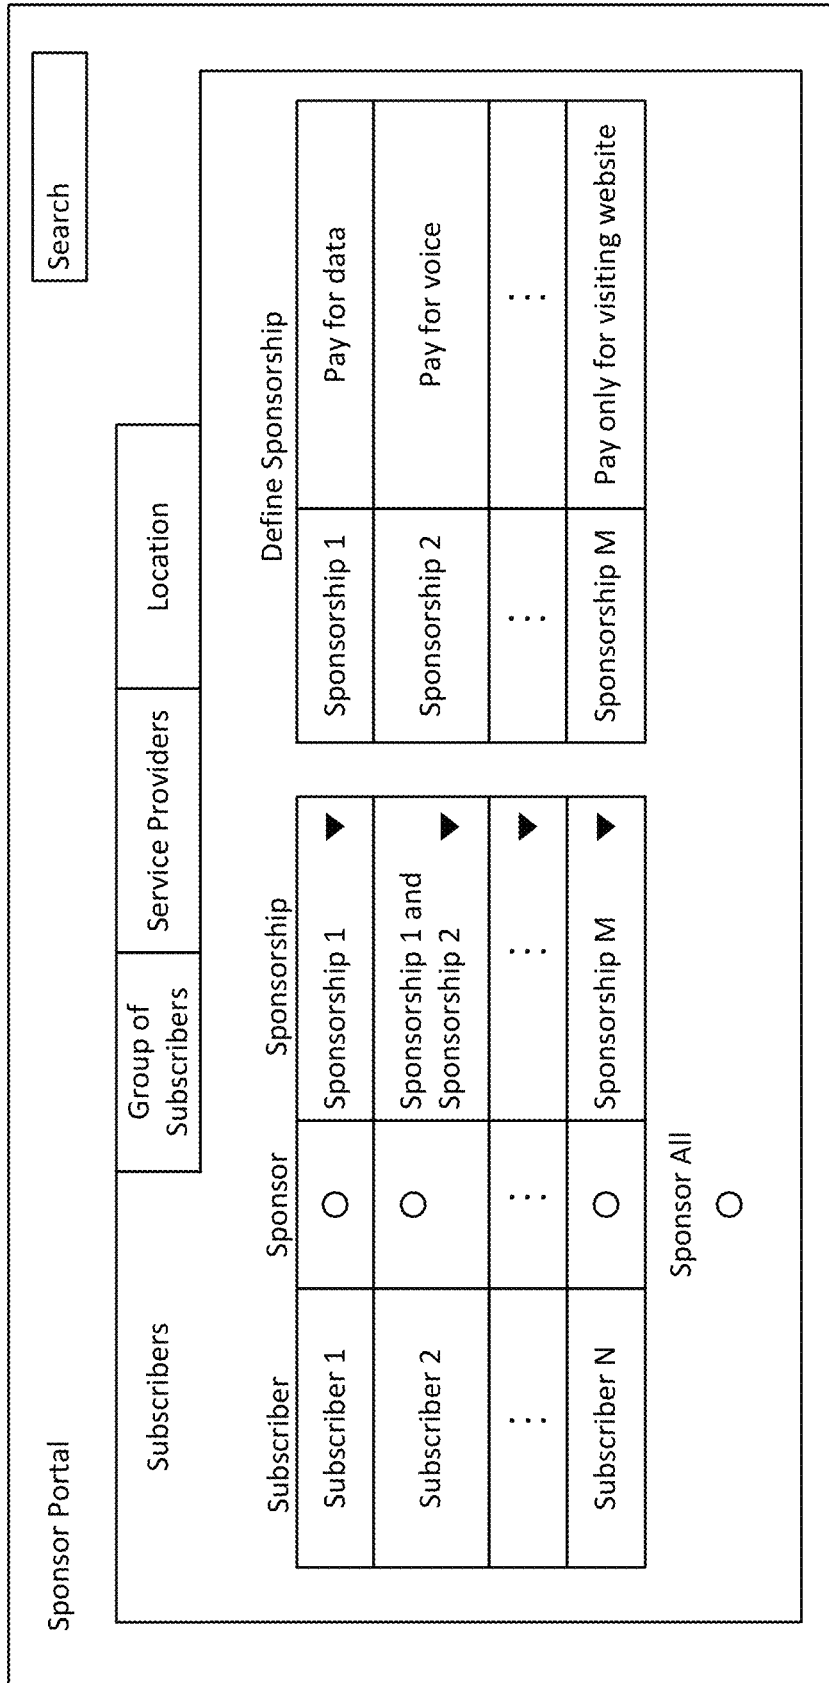 Sponsor Portal
Search
Subscribers
Group of
Subscribers
Service Providers
Location
Subscriber
Sponsor
Sponsorship
Subscriber 1
Sponsorship 1
Subscriber 2
Sponsorship 1 and
Sponsorship 2
...
...
...
Subscriber N
Sponsorship M
Sponsor All
Define Sponsorship
Sponsorship 1
Pay for data
Sponsorship 2
Pay for voice
...
...
Sponsorship M
Pay only for visiting website